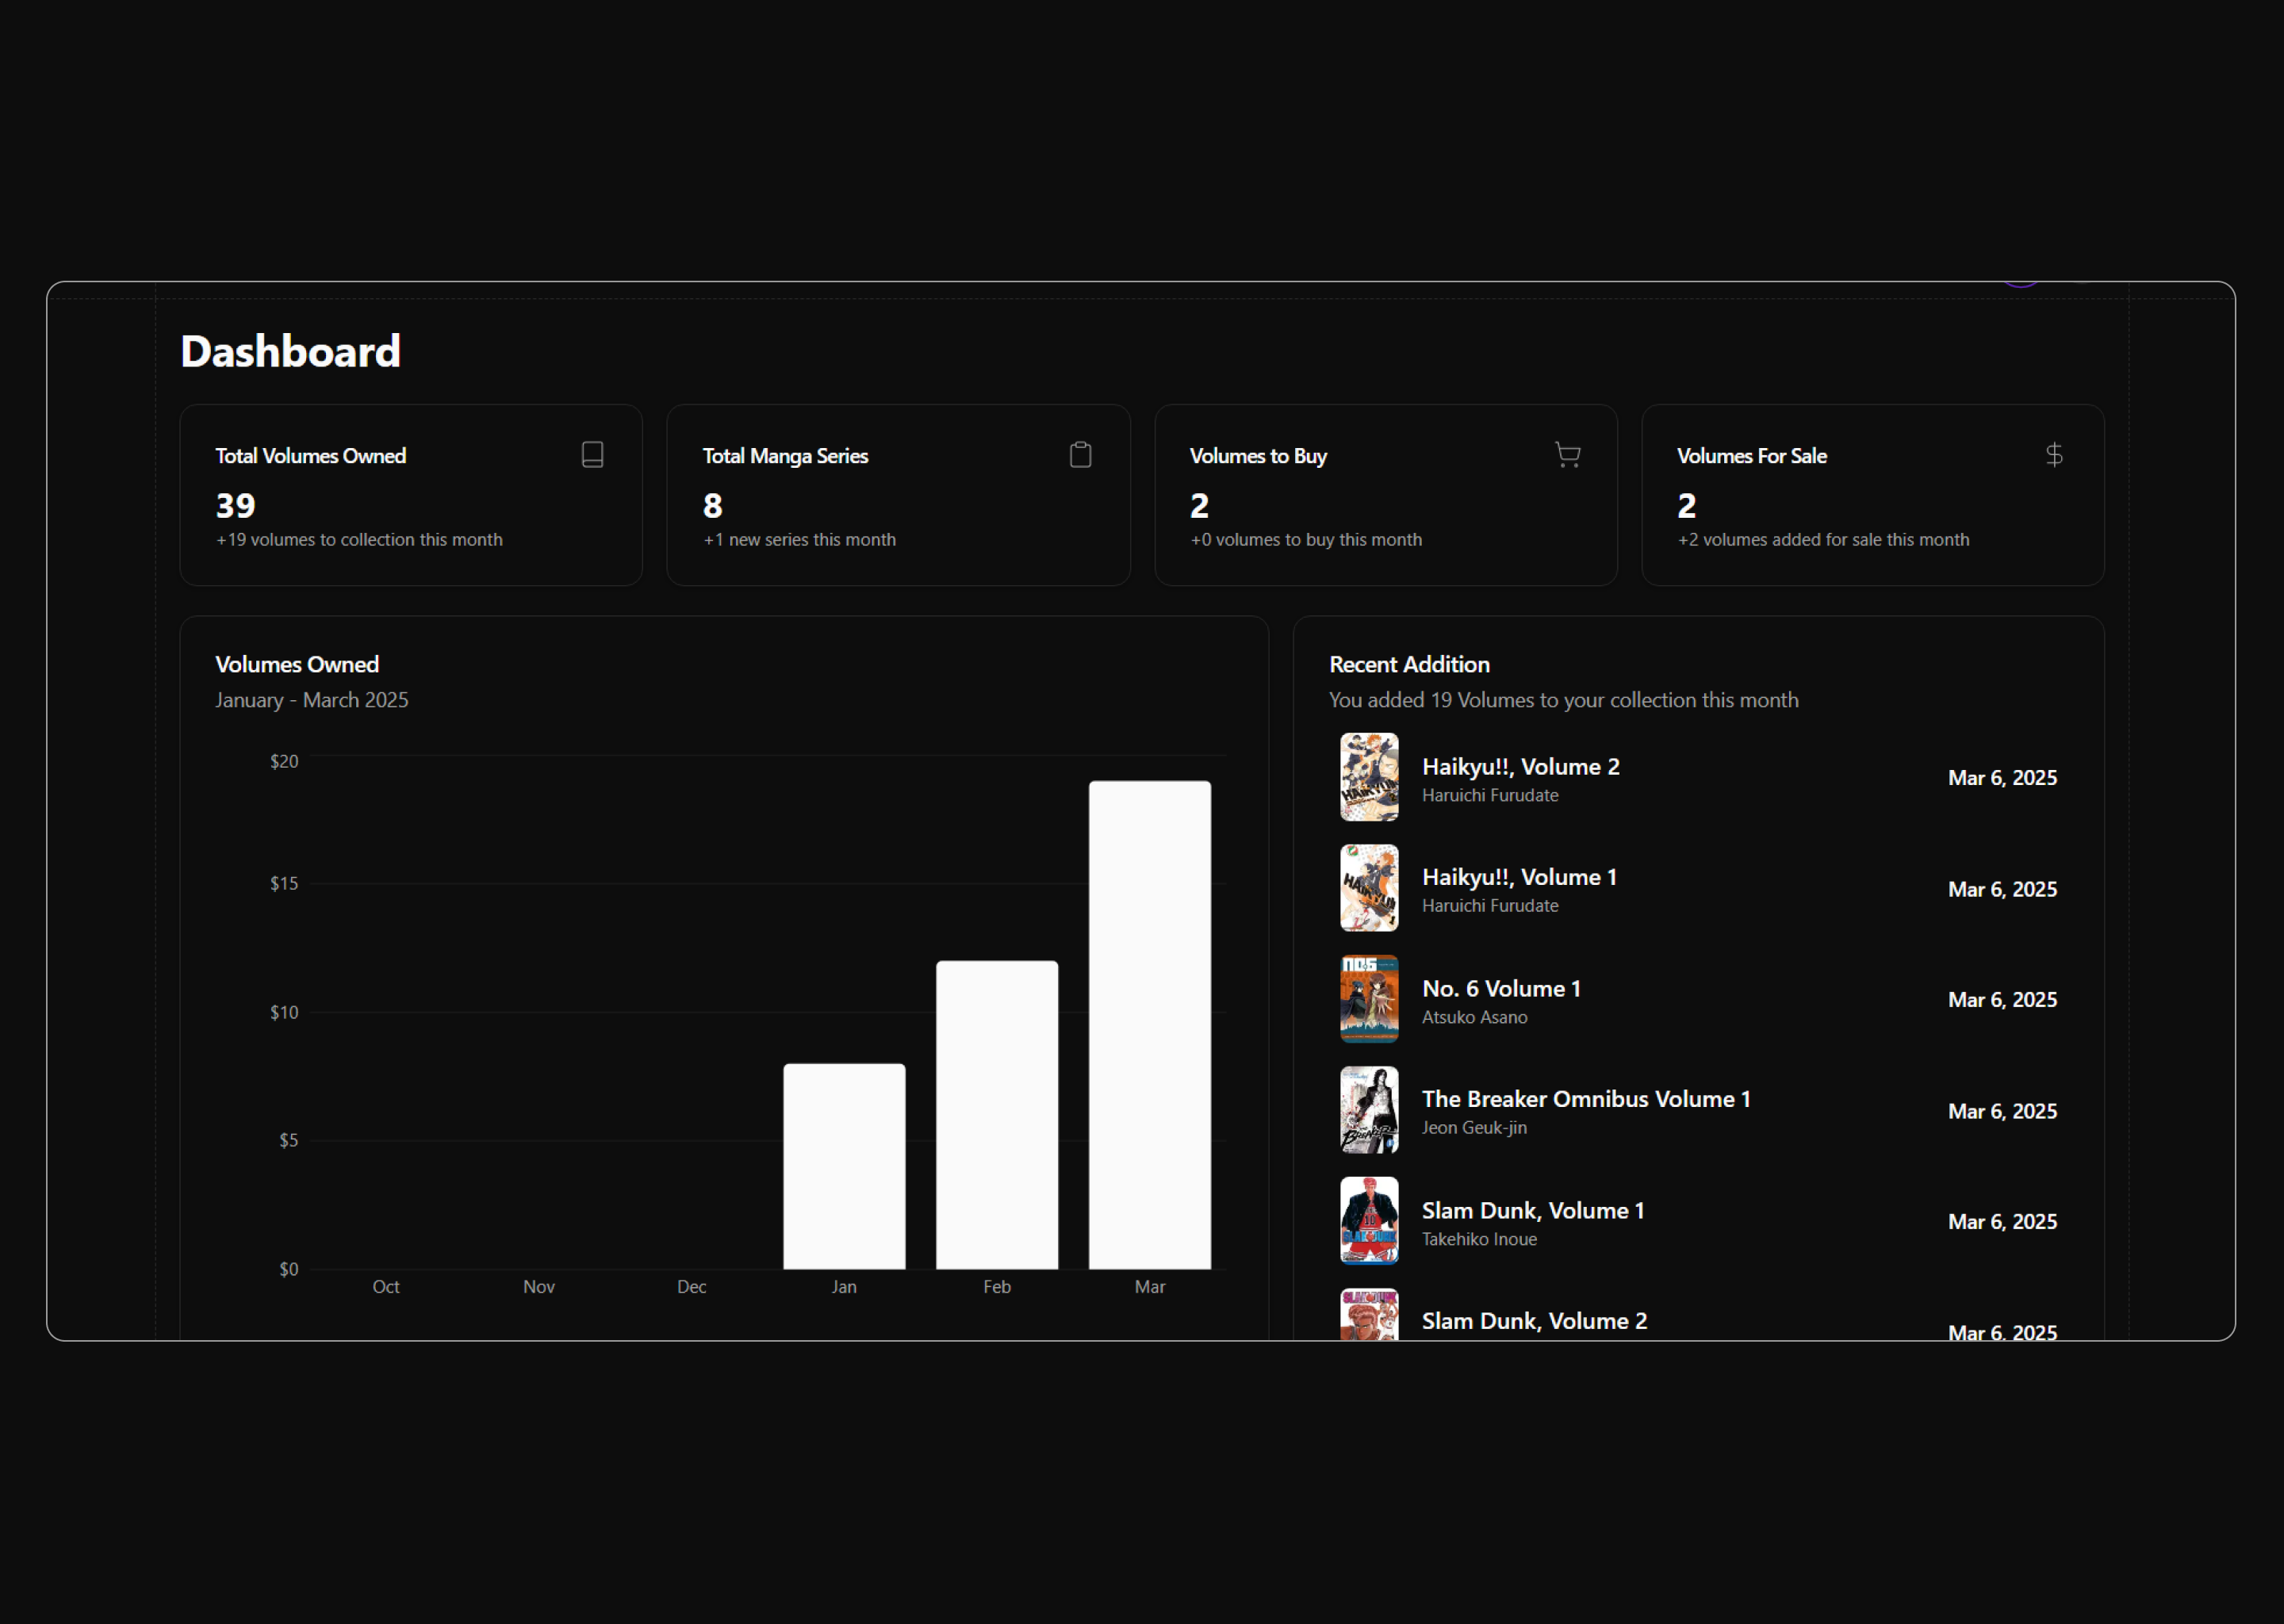 Dashboard
Total Volumes Owned
39
+19 volumes to collection this month
Total Manga Series
8
+1 new series this month
Volumes to Buy
2
+0 volumes to buy this month
Volumes For Sale
2
+2 volumes added for sale this month
Volumes Owned
January - March 2025
$20
$15
$10
$5
$0
Oct Nov Dec Jan Feb Mar
Recent Addition
You added 19 Volumes to your collection this month
HAIKYU!!
Haikyu!!, Volume 2
Haruichi Furudate
Mar 6, 2025
HAIKYU!!
Haikyu!!, Volume 1
Haruichi Furudate
Mar 6, 2025
No. 6 Volume 1
Atsuko Asano
Mar 6, 2025
The Breaker Omnibus Volume 1
Jeon Geuk-jin
Mar 6, 2025
SLAM DUNK
Slam Dunk, Volume 1
Takehiko Inoue
Mar 6, 2025
SLAM DUNK
Slam Dunk, Volume 2
Mar 6, 2025